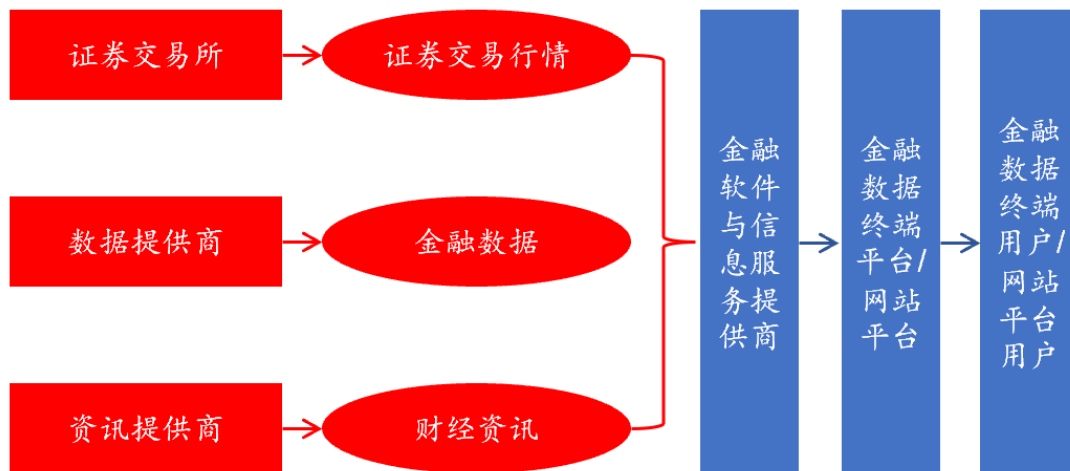 证券交易所
证券交易行情
数据提供商
金融数据
资讯提供商
财经资讯
金融
软件
与信
息服
务提
供商
金融
数据
终端
平台/
网站
平台
金融
数据
终端
用户/
网站
平台
用户